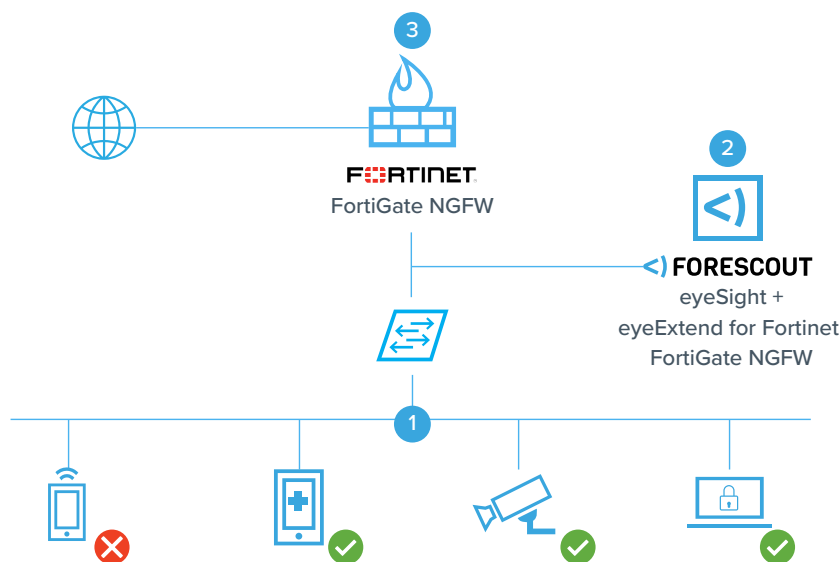 3
FORTINET
FortiGate NGFW
2
FORESCOUT
eyeSight +
eyeExtend for Fortinet
FortiGate NGFW
1